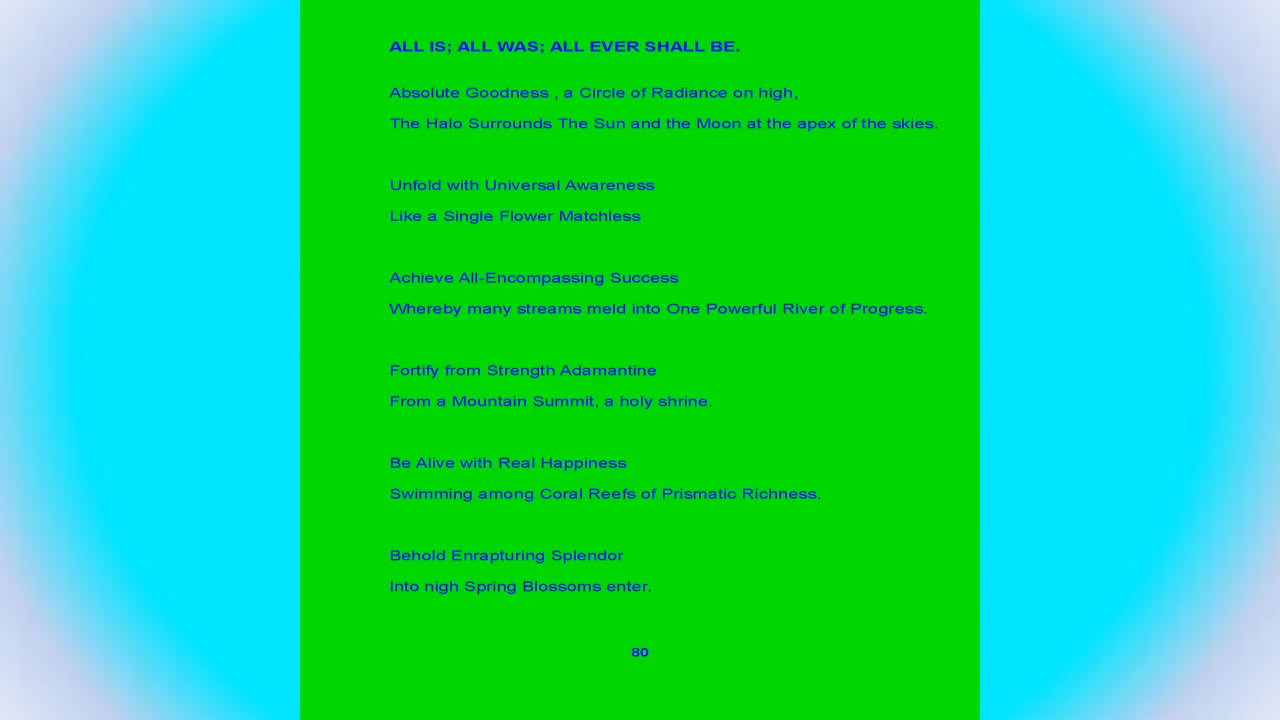 ALL IS; ALL WAS; ALL EVER SHALL BE.
Absolute Goodness , a Circle of Radiance on high,
The Halo Surrounds The Sun and the Moon at the apex of the skies.
Unfold with Universal Awareness
Like a Single Flower Matchless
Achieve All-Encompassing Success
Whereby many streams meld into One Powerful River of Progress.
Fortify from Strength Adamantine
From a Mountain Summit, a holy shrine.
Be Alive with Real Happiness
Swimming among Coral Reefs of Prismatic Richness.
Behold Enrapturing Splendor
Into nigh Spring Blossoms enter.
80